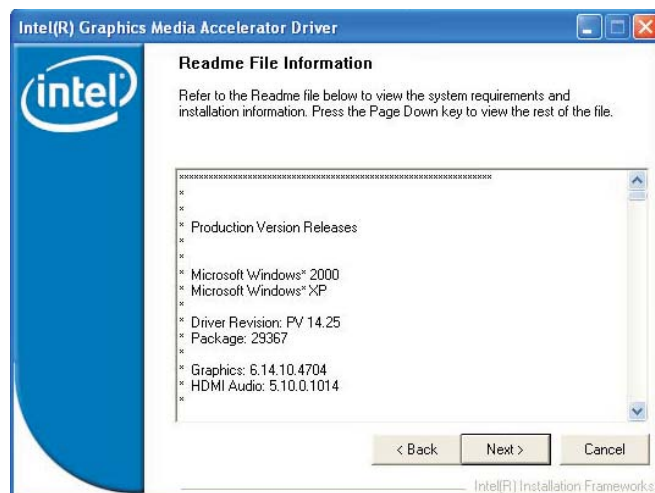 Intel(R) Graphics Media Accelerator Driver
intel
Readme File Information
Refer to the Readme file below to view the system requirements and
installation information. Press the Page Down key to view the rest of the file.
***************************************************************
*
*
* Production Version Releases
*
*
* Microsoft Windows* 2000
* Microsoft Windows* XP
*
* Driver Revision: PV 14.25
* Package: 29367
*
* Graphics: 6.14.10.4704
* HDMI Audio: 5.10.0.1014
*
< Back
Next >
Cancel
Intel(R) Installation Frameworks